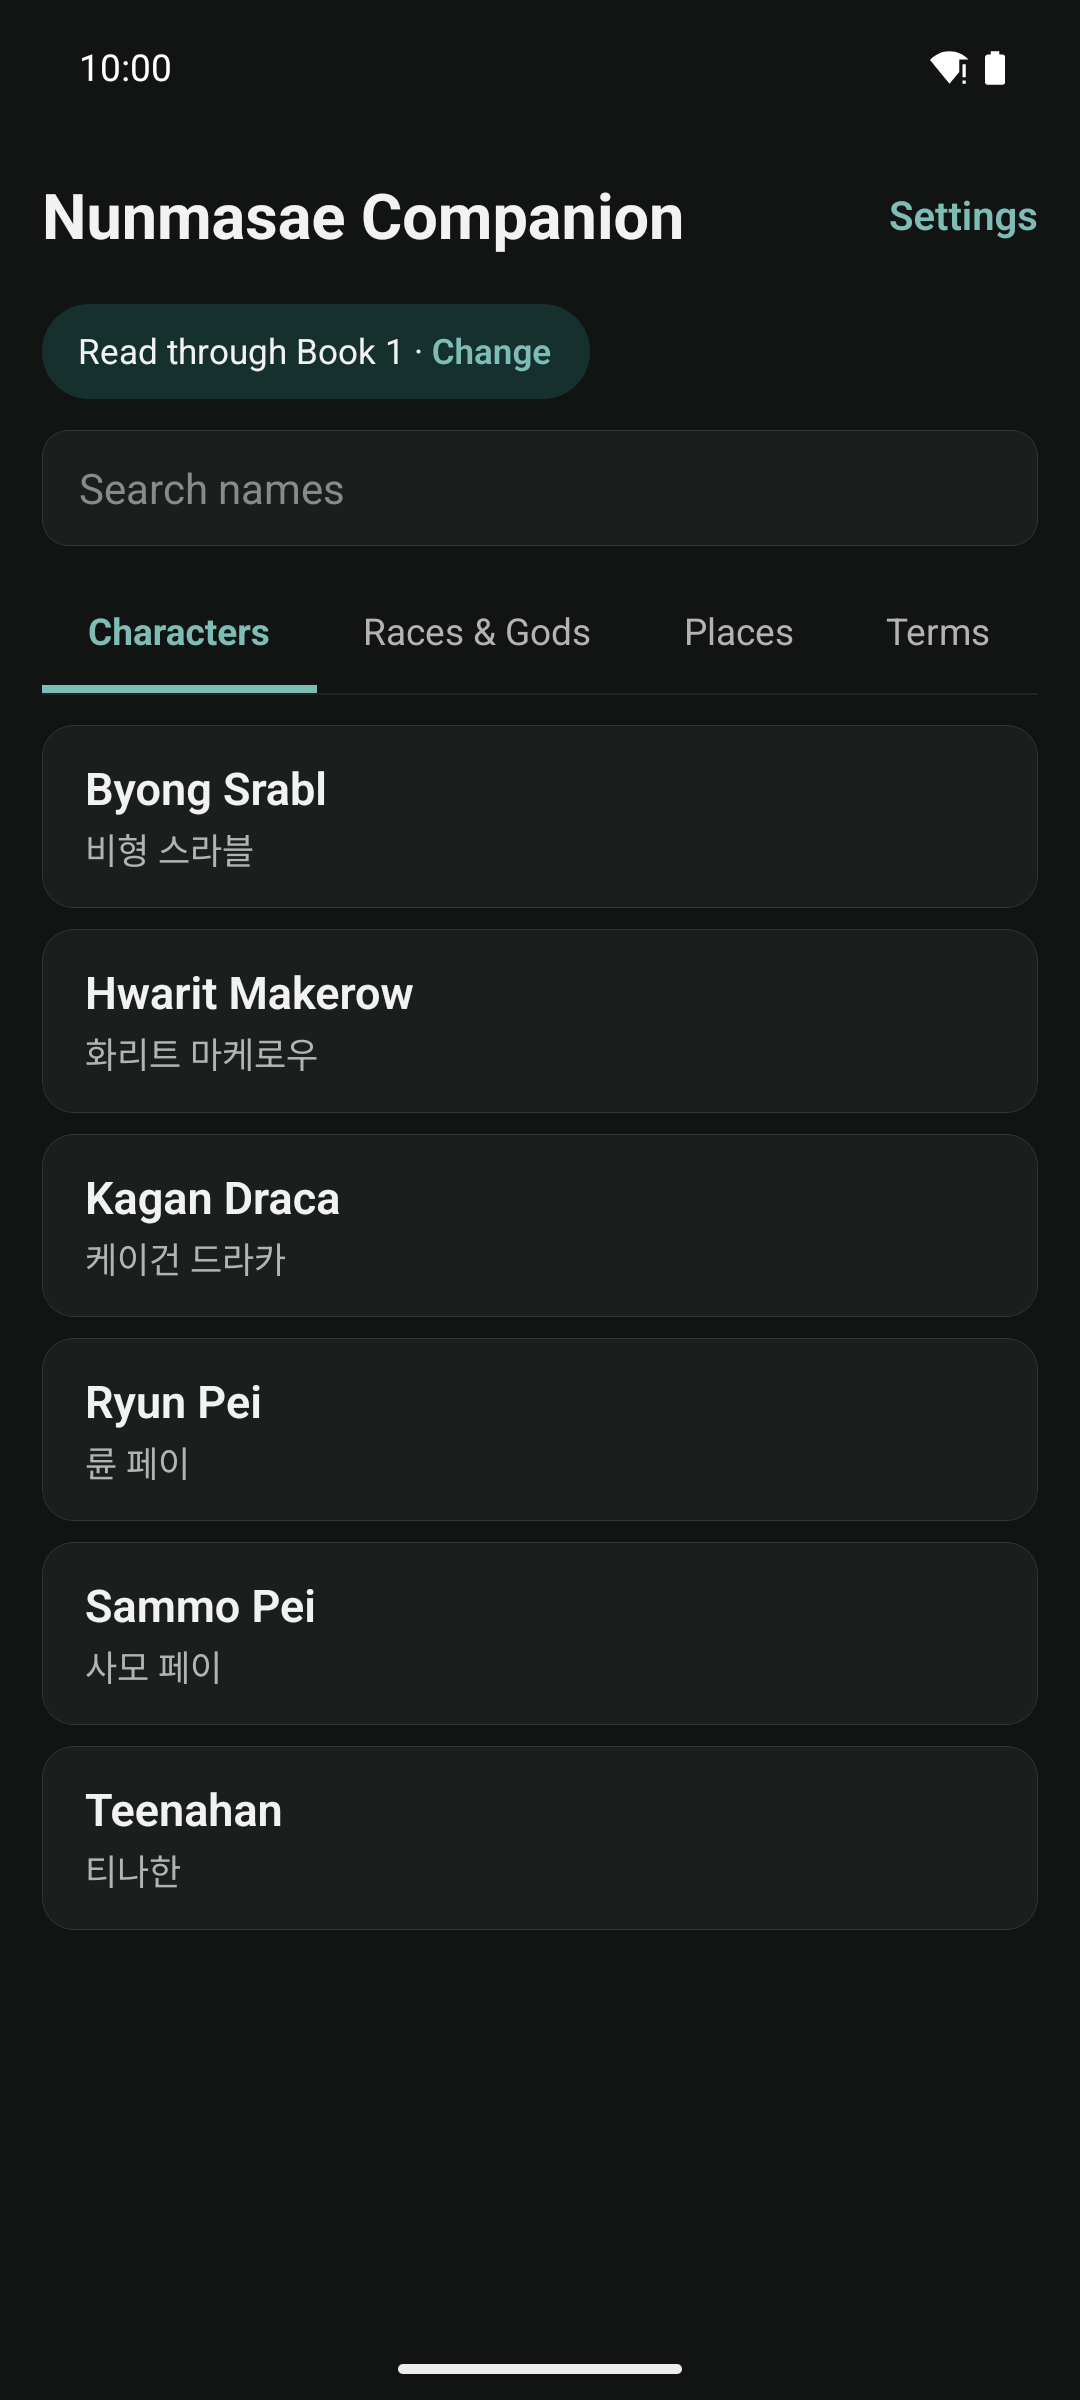 10:00
Nunmasae Companion
Settings
Read through Book 1 · Change
Search names
Characters
Races & Gods
Places
Terms
Byong Srabl
비형 스라블
Hwarit Makerow
화리트 마케로우
Kagan Draca
케이건 드라카
Ryun Pei
륜 페이
Sammo Pei
사모 페이
Teenahan
티나한